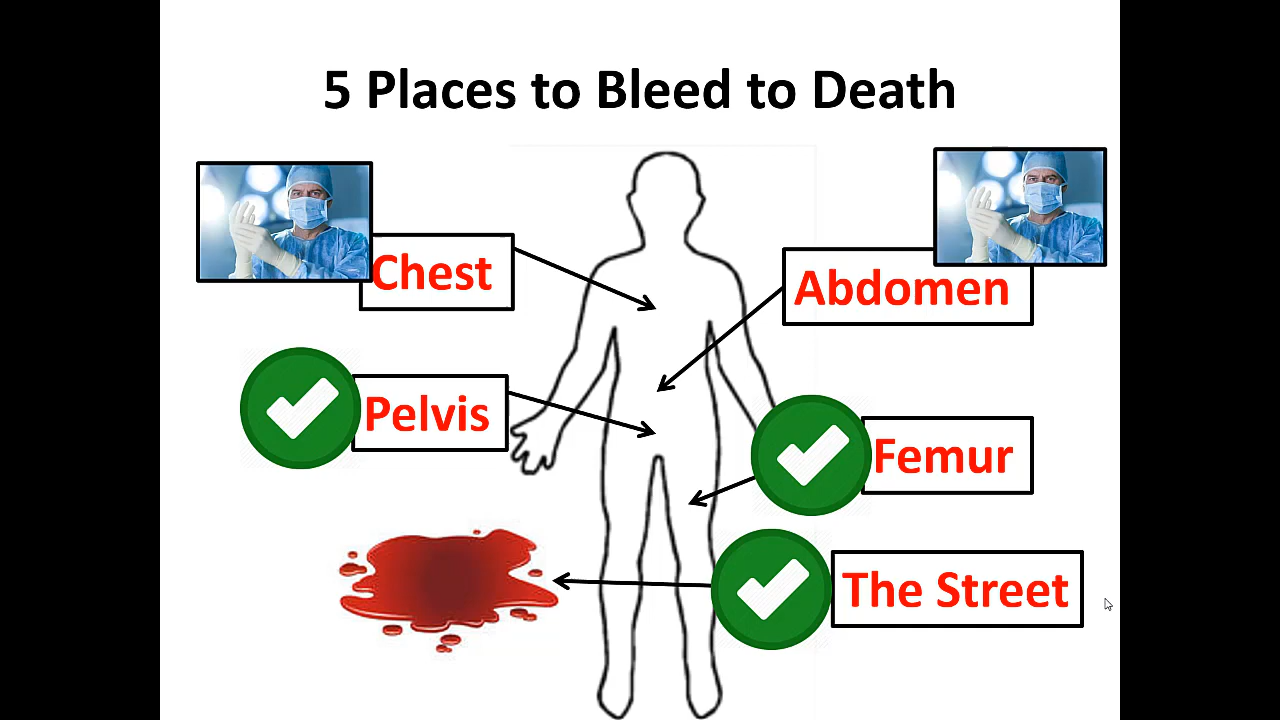 5 Places to Bleed to Death
Chest
Abdomen
Pelvis
Femur
The Street